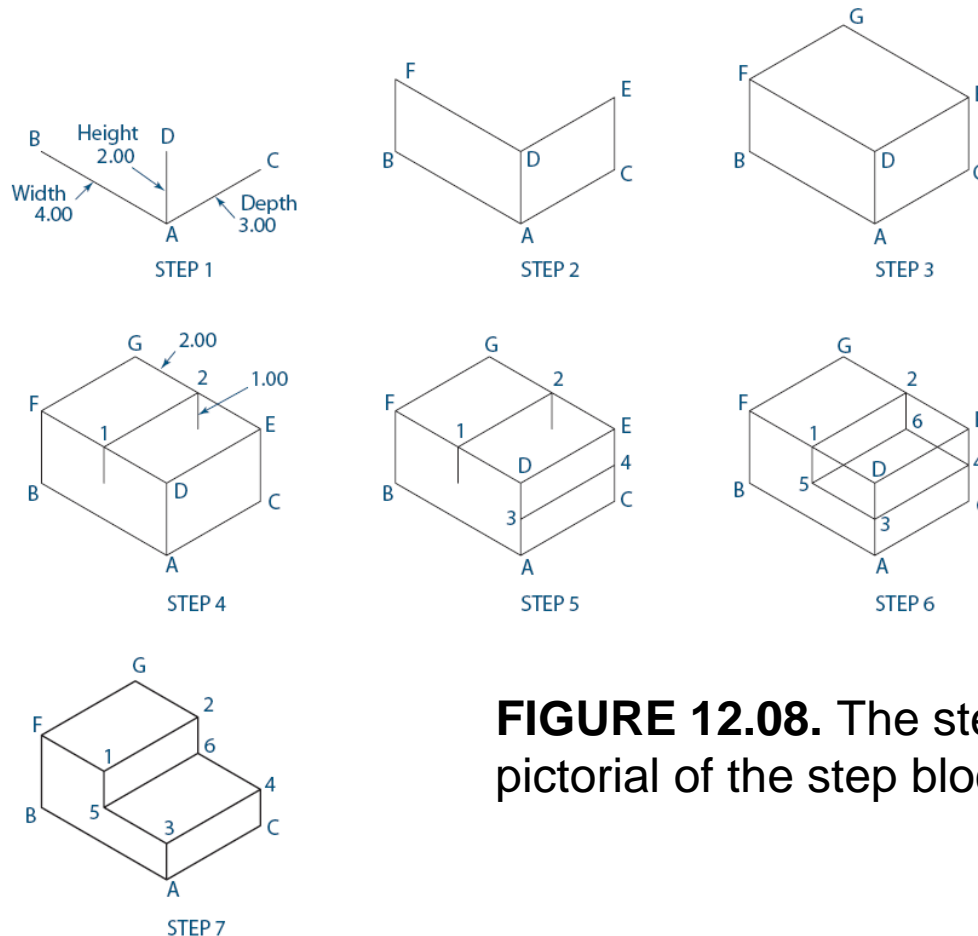 B
Height
2.00
D
C
Width
4.00
Depth
3.00
A
STEP 1
F
E
B
D
C
A
STEP 2
G
F
B
D
A
STEP 3
G
2.00
2
1.00
F
1
E
B
D
C
A
STEP 4
G
2
F
1
E
D
4
B
3
C
A
STEP 5
G
2
F
1
6
D
B
5
3
A
STEP 6
G
2
F
1
6
4
B
5
3
C
A
STEP 7
FIGURE 12.08. The ste
pictorial of the step bloc